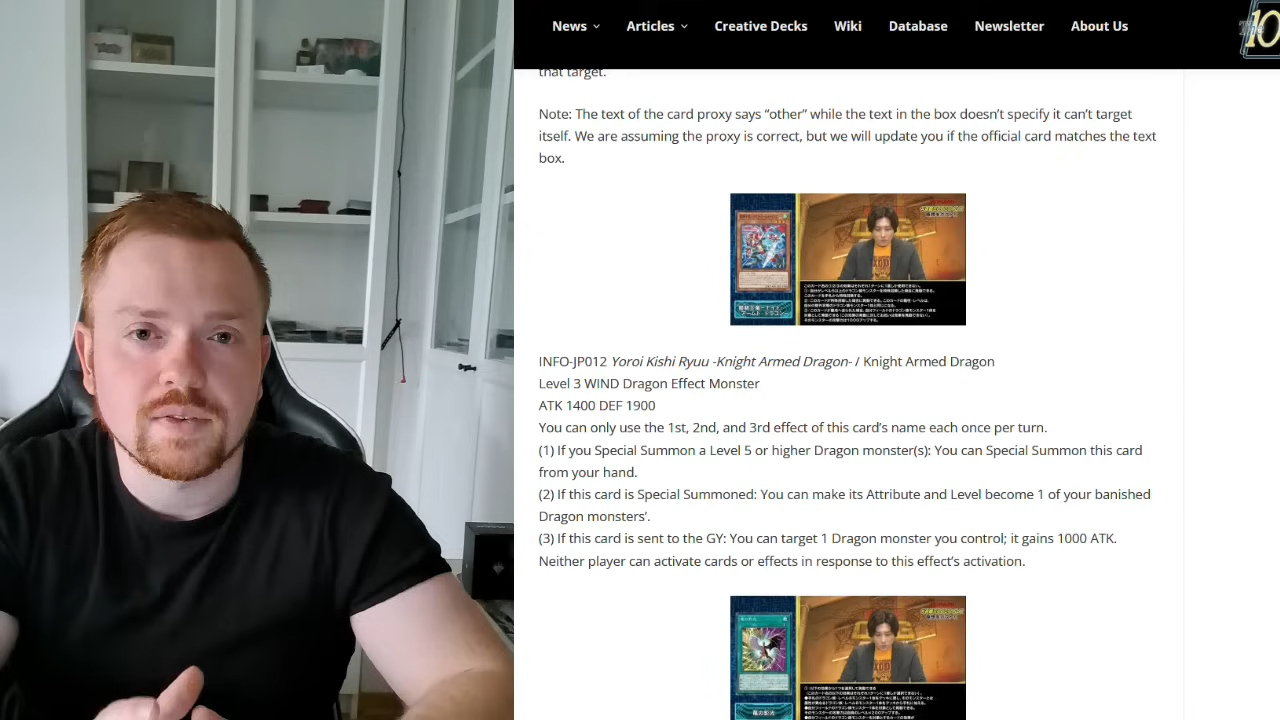 News Articles Creative Decks Wiki Database Newsletter About Us
10
that target.
Note: The text of the card proxy says “other” while the text in the box doesn’t specify it can’t target
itself. We are assuming the proxy is correct, but we will update you if the official card matches the text
box.
INFO-JP012 Yoroi Kishi Ryuu -Knight Armed Dragon- / Knight Armed Dragon
Level 3 WIND Dragon Effect Monster
ATK 1400 DEF 1900
You can only use the 1st, 2nd, and 3rd effect of this card’s name each once per turn.
(1) If you Special Summon a Level 5 or higher Dragon monster(s): You can Special Summon this card
from your hand.
(2) If this card is Special Summoned: You can make its Attribute and Level become 1 of your banished
Dragon monsters’.
(3) If this card is sent to the GY: You can target 1 Dragon monster you control; it gains 1000 ATK.
Neither player can activate cards or effects in response to this effect’s activation.